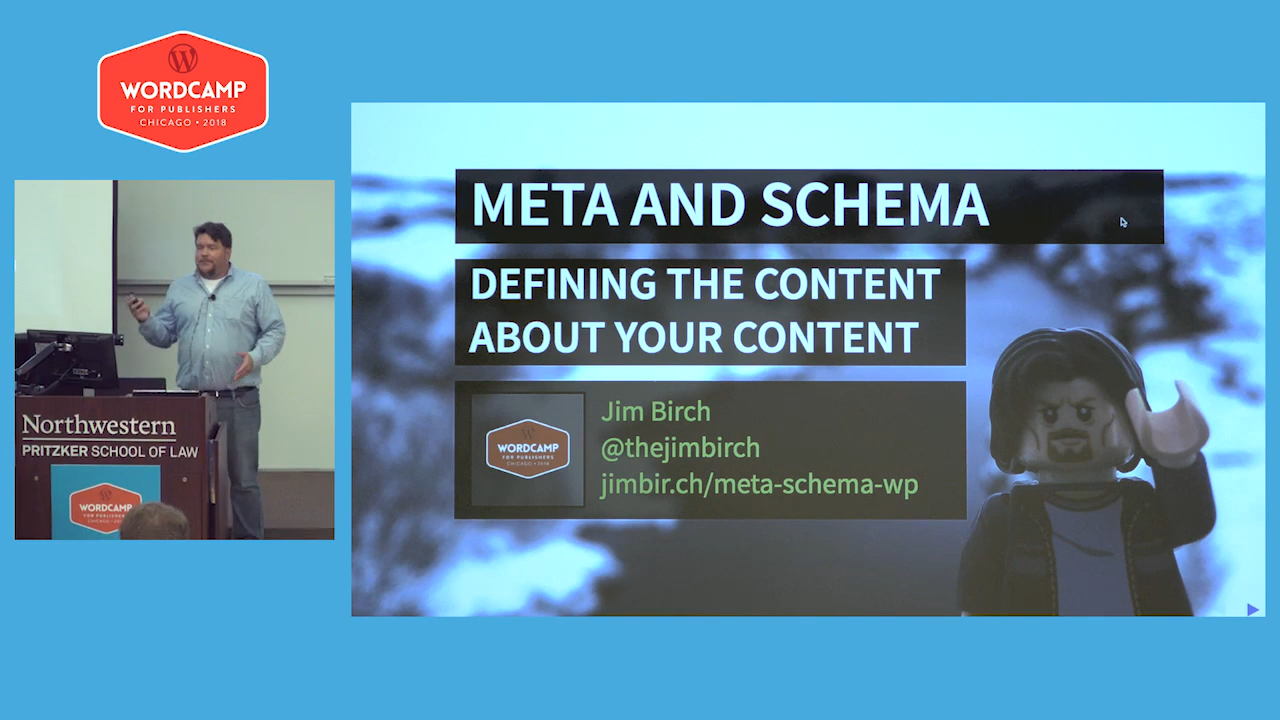 WORDCAMP
FOR PUBLISHERS
CHICAGO • 2018
META AND SCHEMA
DEFINING THE CONTENT
ABOUT YOUR CONTENT
WORDCAMP
FOR PUBLISHERS
CHICAGO • 2018
Jim Birch
@thejimbirch
jimbir.ch/meta-schema-wp
Northwestern
PRITZKER SCHOOL OF LAW
WORDCAMP
FOR PUBLISHERS
CHICAGO